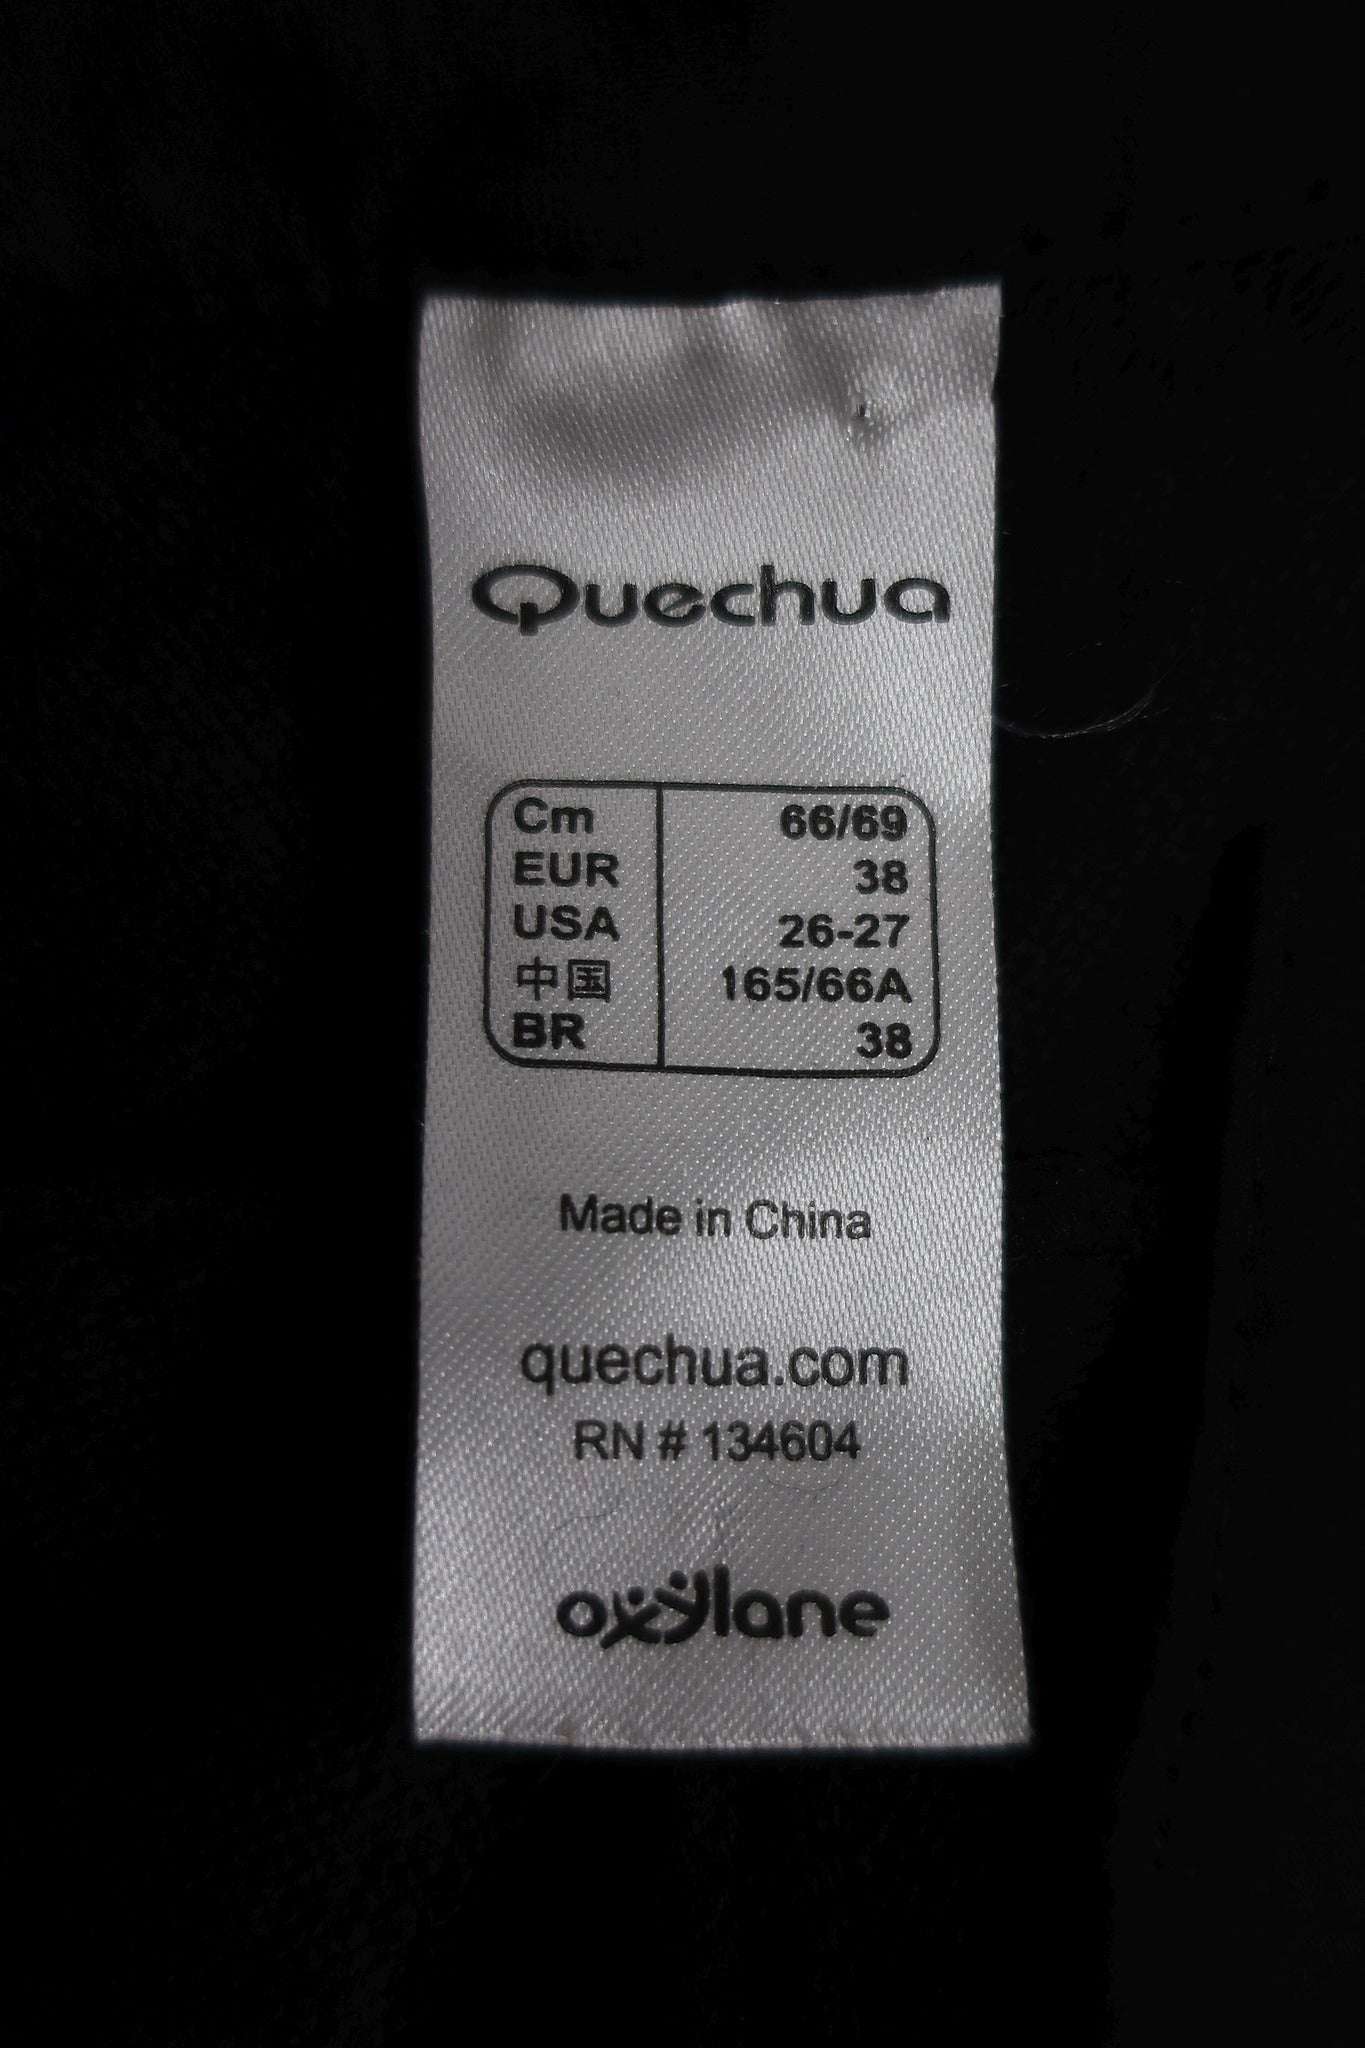 Quechua
Cm 66/69
EUR 38
USA 26-27
中国 165/66A
BR 38
Made in China
quechua.com
RN # 134604
oxylane